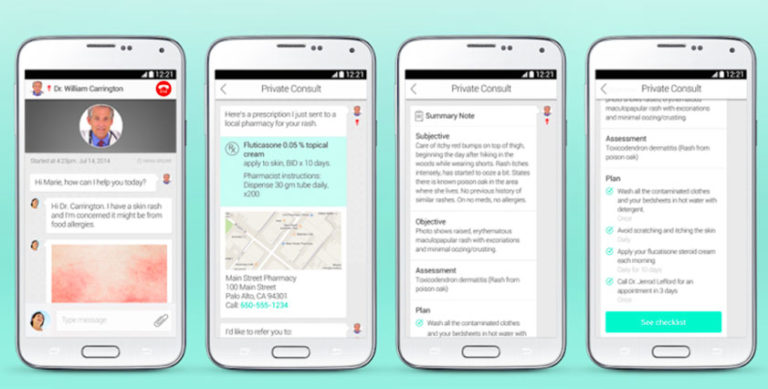 12:21
Dr. William Carrington
END
Started at 4:23pm Jul 14, 2014
Hi Marie, how can I help you today?
Hi Dr. Carrington. I have a skin rash
and I'm concerned it might be from
food allergies.
Type message
12:21
Private Consult
Here's a prescription I just sent to a
local pharmacy for your rash.
Rx
Fluticasone 0.05 % topical
cream
apply to skin, BID x 10 days.
Pharmacist instructions:
Dispense 30 gm tube daily,
x200
Main Street Pharmacy
100 Main Street
Palo Alto, CA 94301
Call: 650-555-1234
I'd like to refer you to:
12:21
Private Consult
Summary Note
Subjective
Care of itchy red bumps on top of thigh,
beginning the day after hiking in the
woods while wearing shorts. Rash itches
intensely, has started to ooze a bit. States
there is known poison oak in the area
where she lives. No previous history of
similar rashes. On no meds, no allergies.
Objective
Photo shows raised, erythematous
maculopapular rash with excoriations
and minimal oozing/crusting.
Assessment
Toxicodendron dermatitis (Rash from
poison oak)
Plan
Wash all the contaminated clothes
and your bedsheets in hot water with
12:21
Private Consult
Photo shows raised, erythematous
maculopapular rash with excoriations
and minimal oozing/crusting.
Assessment
Toxicodendron dermatitis (Rash from
poison oak)
Plan
Wash all the contaminated clothes
and your bedsheets in hot water with
detergent.
Once
Avoid scratching and itching the skin
Daily
Apply your fluticatisone steroid cream
each morning
Daily for 10 days
Call Dr. Jerrod Lefford for an
appointment in 3 days
Once
See checklist